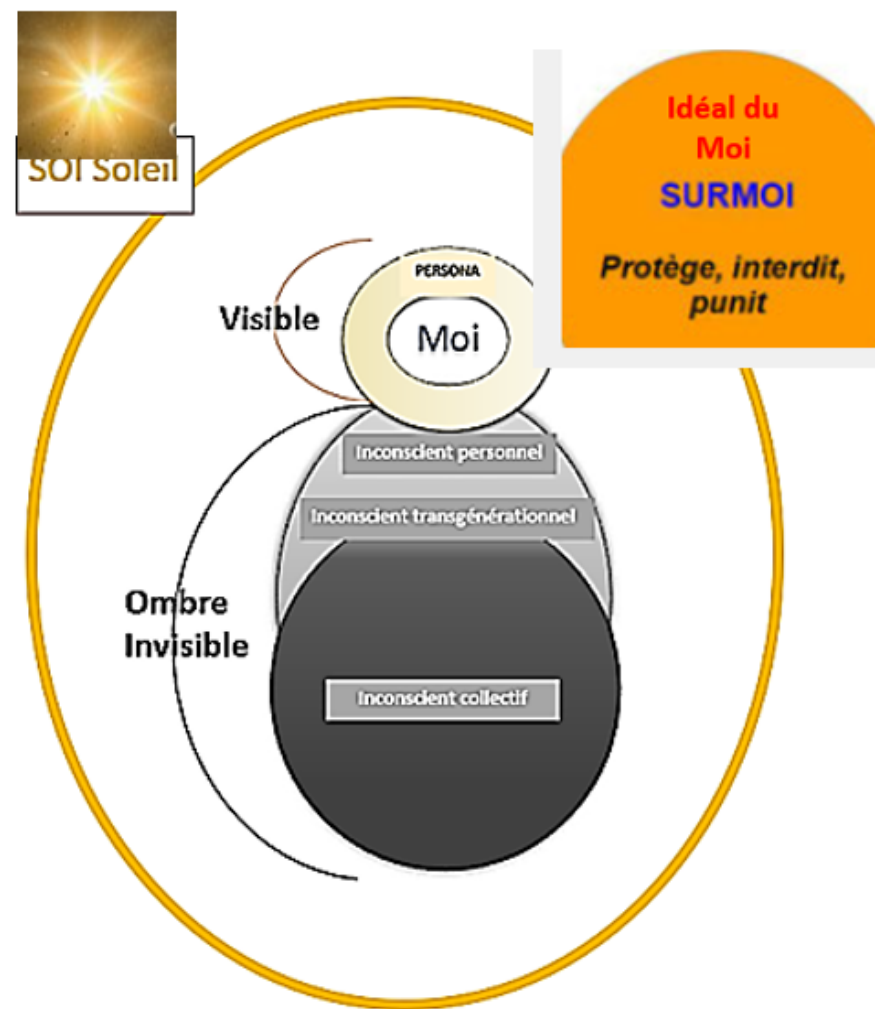 SOI Soleil
Idéal du
Moi
SURMOI
Protège, interdit,
punit
PERSONA
Visible
Moi
Inconscient personnel
Inconscient transgénérationnel
Ombre
Invisible
Inconscient collectif